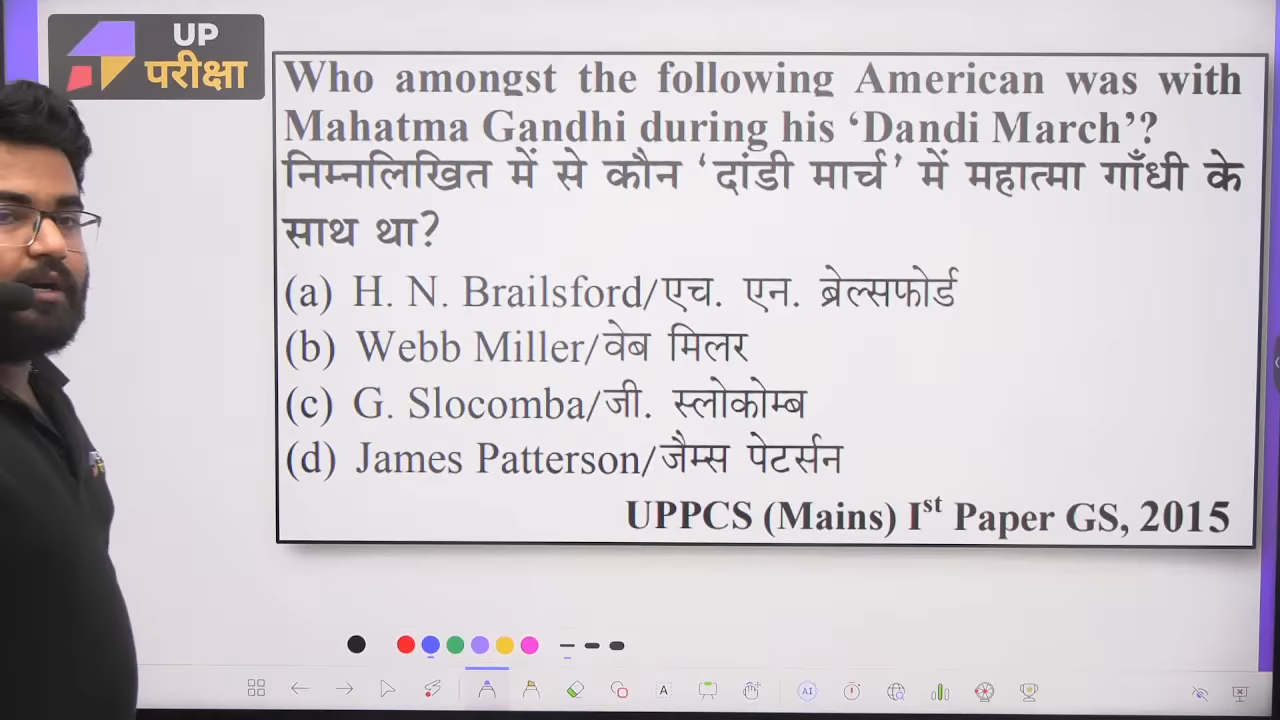 UP
परीक्षा
Who amongst the following American was with
Mahatma Gandhi during his ‘Dandi March’?
निम्नलिखित में से कौन ‘दांडी मार्च’ में महात्मा गाँधी के
साथ था?
(a) H. N. Brailsford/एच. एन. ब्रेल्सफोर्ड
(b) Webb Miller/वेब मिलर
(c) G. Slocomba/जी. स्लोकोम्ब
(d) James Patterson/जैम्स पेटर्सन
UPPCS (Mains) Ist Paper GS, 2015
A
AI